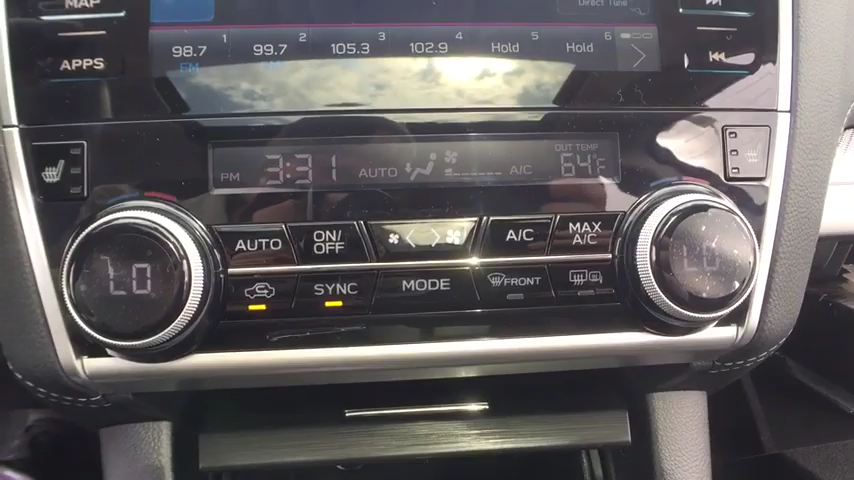 MAP
Direct Tune
1 2 3 4 5 6
98.7 99.7 105.3 102.9 Hold Hold
FM
APPS
PM 3:31 AUTO A/C OUT TEMP 64°F
AUTO ON/OFF A/C MAX A/C
LO LO
SYNC MODE FRONT